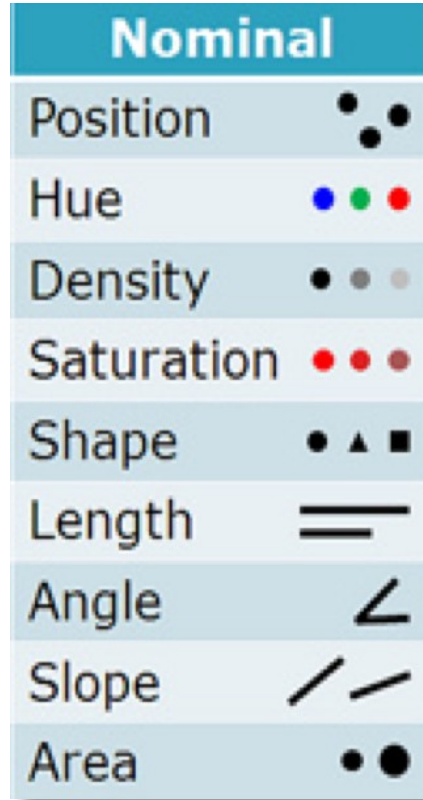 Nominal
Position
Hue
Density
Saturation
Shape
Length
Angle
Slope
Area